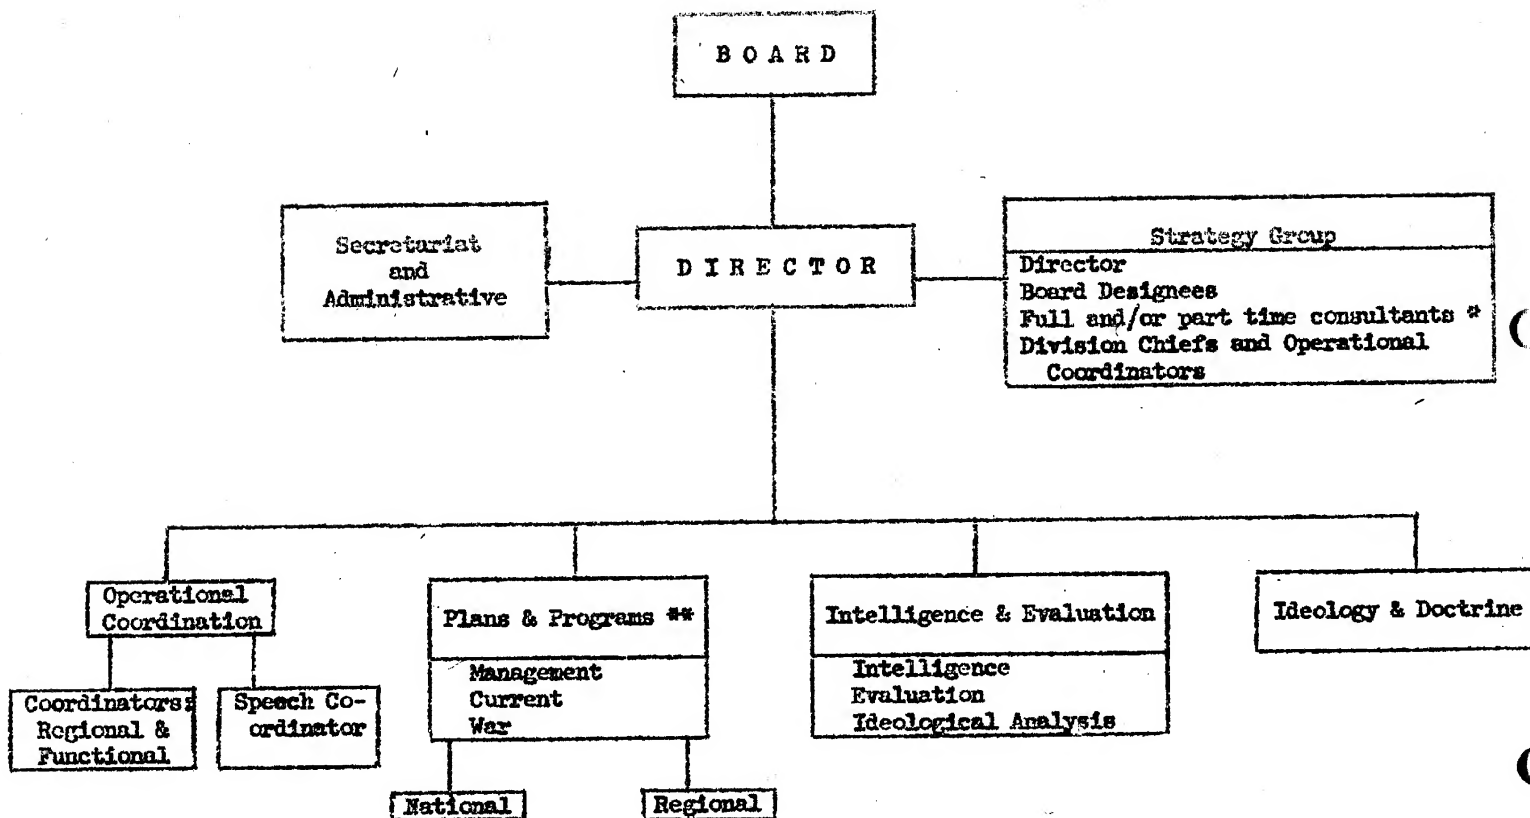 B O A R D
Secretariat
and
Administrative
D I R E C T O R
Strategy Group
Director
Board Designees
Full and/or part time consultants *
Division Chiefs and Operational
Coordinators
Operational
Coordination
Coordinators:
Regional &
Functional
Speech Co-
ordinator
Plans & Programs **
Management
Current
War
National
Regional
Intelligence & Evaluation
Intelligence
Evaluation
Ideological Analysis
Ideology & Doctrine